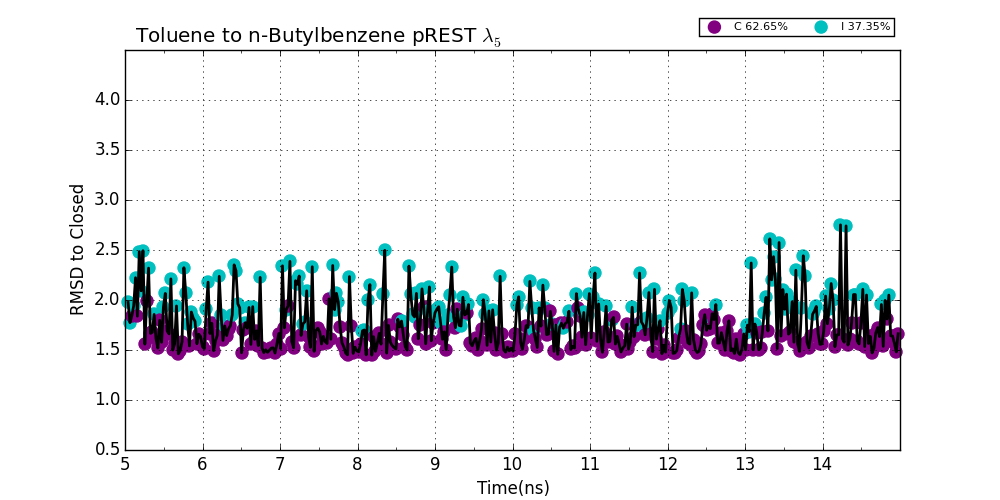 Toluene to n-Butylbenzene pREST λ₅
C 62.65% I 37.35%
4.0
3.5
3.0
2.5
2.0
1.5
1.0
0.5
RMSD to Closed
5 6 7 8 9 10 11 12 13 14
Time(ns)